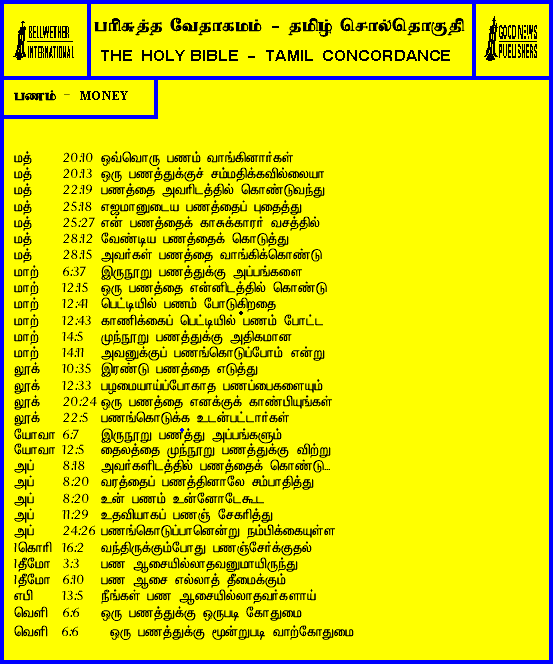 BELLWETHER
INTERNATIONAL
பரிசுத்த வேதாகமம் - தமிழ் சொல்தொகுதி
THE HOLY BIBLE - TAMIL CONCORDANCE
GOOD NEWS
PUBLISHERS
பணம் - MONEY
மத் 20:10 ஒவ்வொரு பணம் வாங்கினார்கள்
மத் 20:13 ஒரு பணத்துக்குச் சம்மதிக்கவில்லையா
மத் 22:19 பணத்தை அவரிடத்தில் கொண்டுவந்து
மத் 25:18 எஜமானுடைய பணத்தைப் புதைத்து
மத் 25:27 என் பணத்தைக் காசுக்காரர் வசத்தில்
மத் 28:12 வேண்டிய பணத்தைக் கொடுத்து
மத் 28:15 அவர்கள் பணத்தை வாங்கிக்கொண்டு
மாற் 6:37 இருநூறு பணத்துக்கு அப்பங்களை
மாற் 12:15 ஒரு பணத்தை என்னிடத்தில் கொண்டு
மாற் 12:41 பெட்டியில் பணம் போடுகிறதை
மாற் 12:43 காணிக்கைப் பெட்டியில் பணம் போட்ட
மாற் 14:5 முந்நூறு பணத்துக்கு அதிகமான
மாற் 14:11 அவனுக்குப் பணங்கொடுப்போம் என்று
லூக் 10:35 இரண்டு பணத்தை எடுத்து
லூக் 12:33 பழமையாய்ப்போகாத பணப்பைகளையும்
லூக் 20:24 ஒரு பணத்தை எனக்குக் காண்பியுங்கள்
லூக் 22:5 பணங்கொடுக்க உடன்பட்டார்கள்
யோவா 6:7 இருநூறு பணீத்து அப்பங்களும்
யோவா 12:5 தைலத்தை முந்நூறு பணத்துக்கு விற்று
அப் 8:18 அவர்களிடத்தில் பணத்தைக் கொண்டு...
அப் 8:20 வரத்தைப் பணத்தினாலே சம்பாதித்து
அப் 8:20 உன் பணம் உன்னோடேகூட
அப் 11:29 உதவியாகப் பணஞ் சேகரித்து
அப் 24:26 பணங்கொடுப்பானென்று நம்பிக்கையுள்ள
1கொரி 16:2 வந்திருக்கும்போது பணஞ்சேர்க்குதல்
1தீமோ 3:3 பண ஆசையில்லாதவனுமாயிருந்து
1தீமோ 6:10 பண ஆசை எல்லாத் தீமைக்கும்
எபி 13:5 நீங்கள் பண ஆசையில்லாதவர்களாய்
வெளி 6:6 ஒரு பணத்துக்கு ஒருபடி கோதுமை
வெளி 6:6 ஒரு பணத்துக்கு மூன்றுபடி வாற்கோதுமை